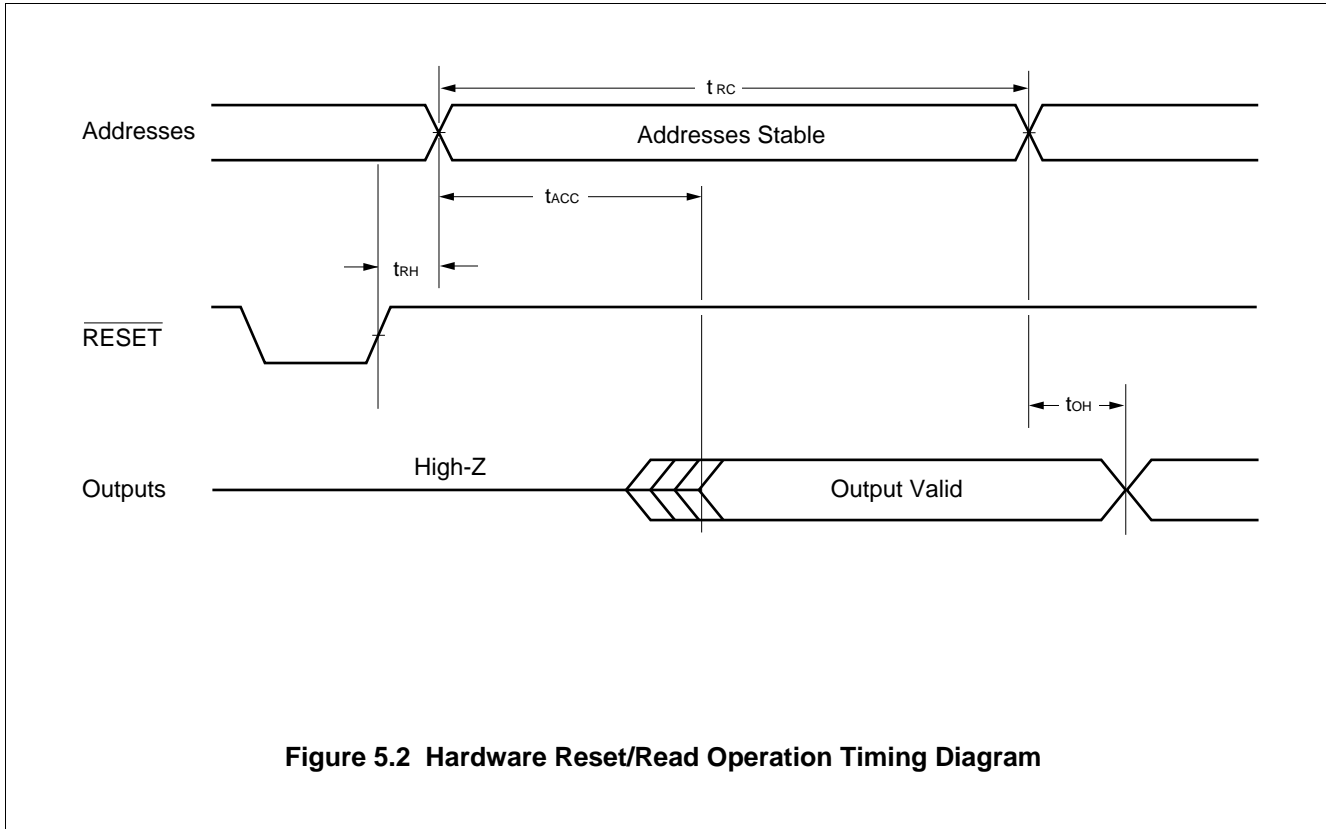 t RC
Addresses
Addresses Stable
tACC
tRH
RESET
tOH
High-Z
Outputs
Output Valid
Figure 5.2 Hardware Reset/Read Operation Timing Diagram